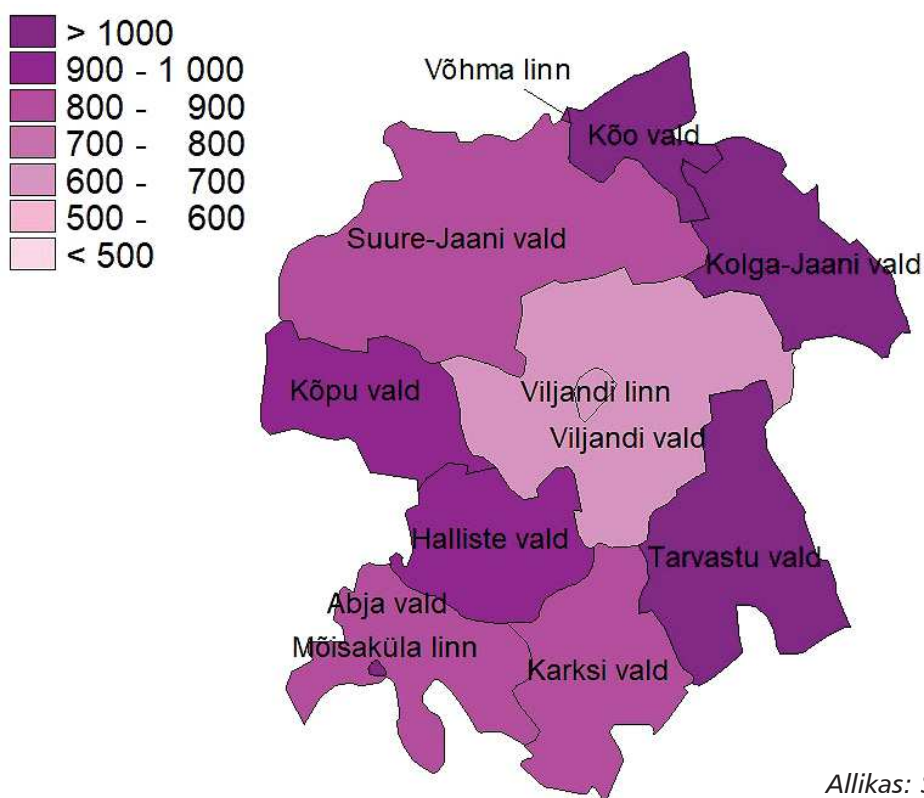 > 1000
900 - 1 000
800 - 900
700 - 800
600 - 700
500 - 600
< 500
Võhma linn
Kõo vald
Suure-Jaani vald
Kolga-Jaani vald
Kõpu vald
Viljandi linn
Viljandi vald
Halliste vald
Tarvastu vald
Abja vald
Mõisaküla linn
Karksi vald
Allikas: